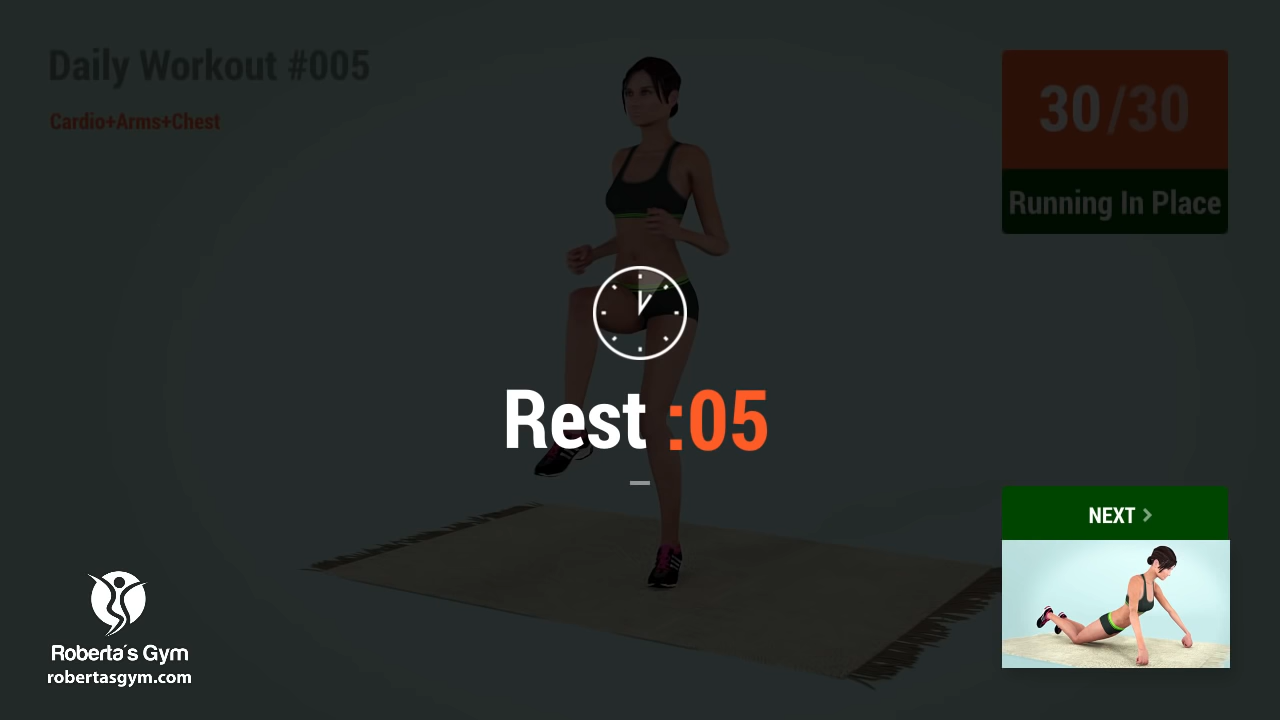 Daily Workout #005
Cardio+Arms+Chest
30/30
Running In Place
Rest :05
NEXT >
Roberta´s Gym
robertasgym.com